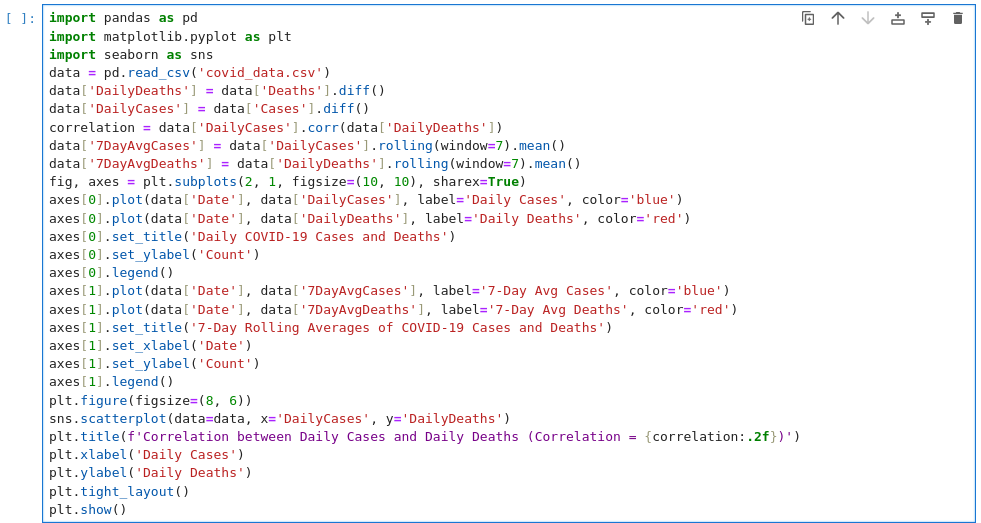 [ ]:
import pandas as pd
import matplotlib.pyplot as plt
import seaborn as sns
data = pd.read_csv('covid_data.csv')
data['DailyDeaths'] = data['Deaths'].diff()
data['DailyCases'] = data['Cases'].diff()
correlation = data['DailyCases'].corr(data['DailyDeaths'])
data['7DayAvgCases'] = data['DailyCases'].rolling(window=7).mean()
data['7DayAvgDeaths'] = data['DailyDeaths'].rolling(window=7).mean()
fig, axes = plt.subplots(2, 1, figsize=(10, 10), sharex=True)
axes[0].plot(data['Date'], data['DailyCases'], label='Daily Cases', color='blue')
axes[0].plot(data['Date'], data['DailyDeaths'], label='Daily Deaths', color='red')
axes[0].set_title('Daily COVID-19 Cases and Deaths')
axes[0].set_ylabel('Count')
axes[0].legend()
axes[1].plot(data['Date'], data['7DayAvgCases'], label='7-Day Avg Cases', color='blue')
axes[1].plot(data['Date'], data['7DayAvgDeaths'], label='7-Day Avg Deaths', color='red')
axes[1].set_title('7-Day Rolling Averages of COVID-19 Cases and Deaths')
axes[1].set_xlabel('Date')
axes[1].set_ylabel('Count')
axes[1].legend()
plt.figure(figsize=(8, 6))
sns.scatterplot(data=data, x='DailyCases', y='DailyDeaths')
plt.title(f'Correlation between Daily Cases and Daily Deaths (Correlation = {correlation:.2f})')
plt.xlabel('Daily Cases')
plt.ylabel('Daily Deaths')
plt.tight_layout()
plt.show()